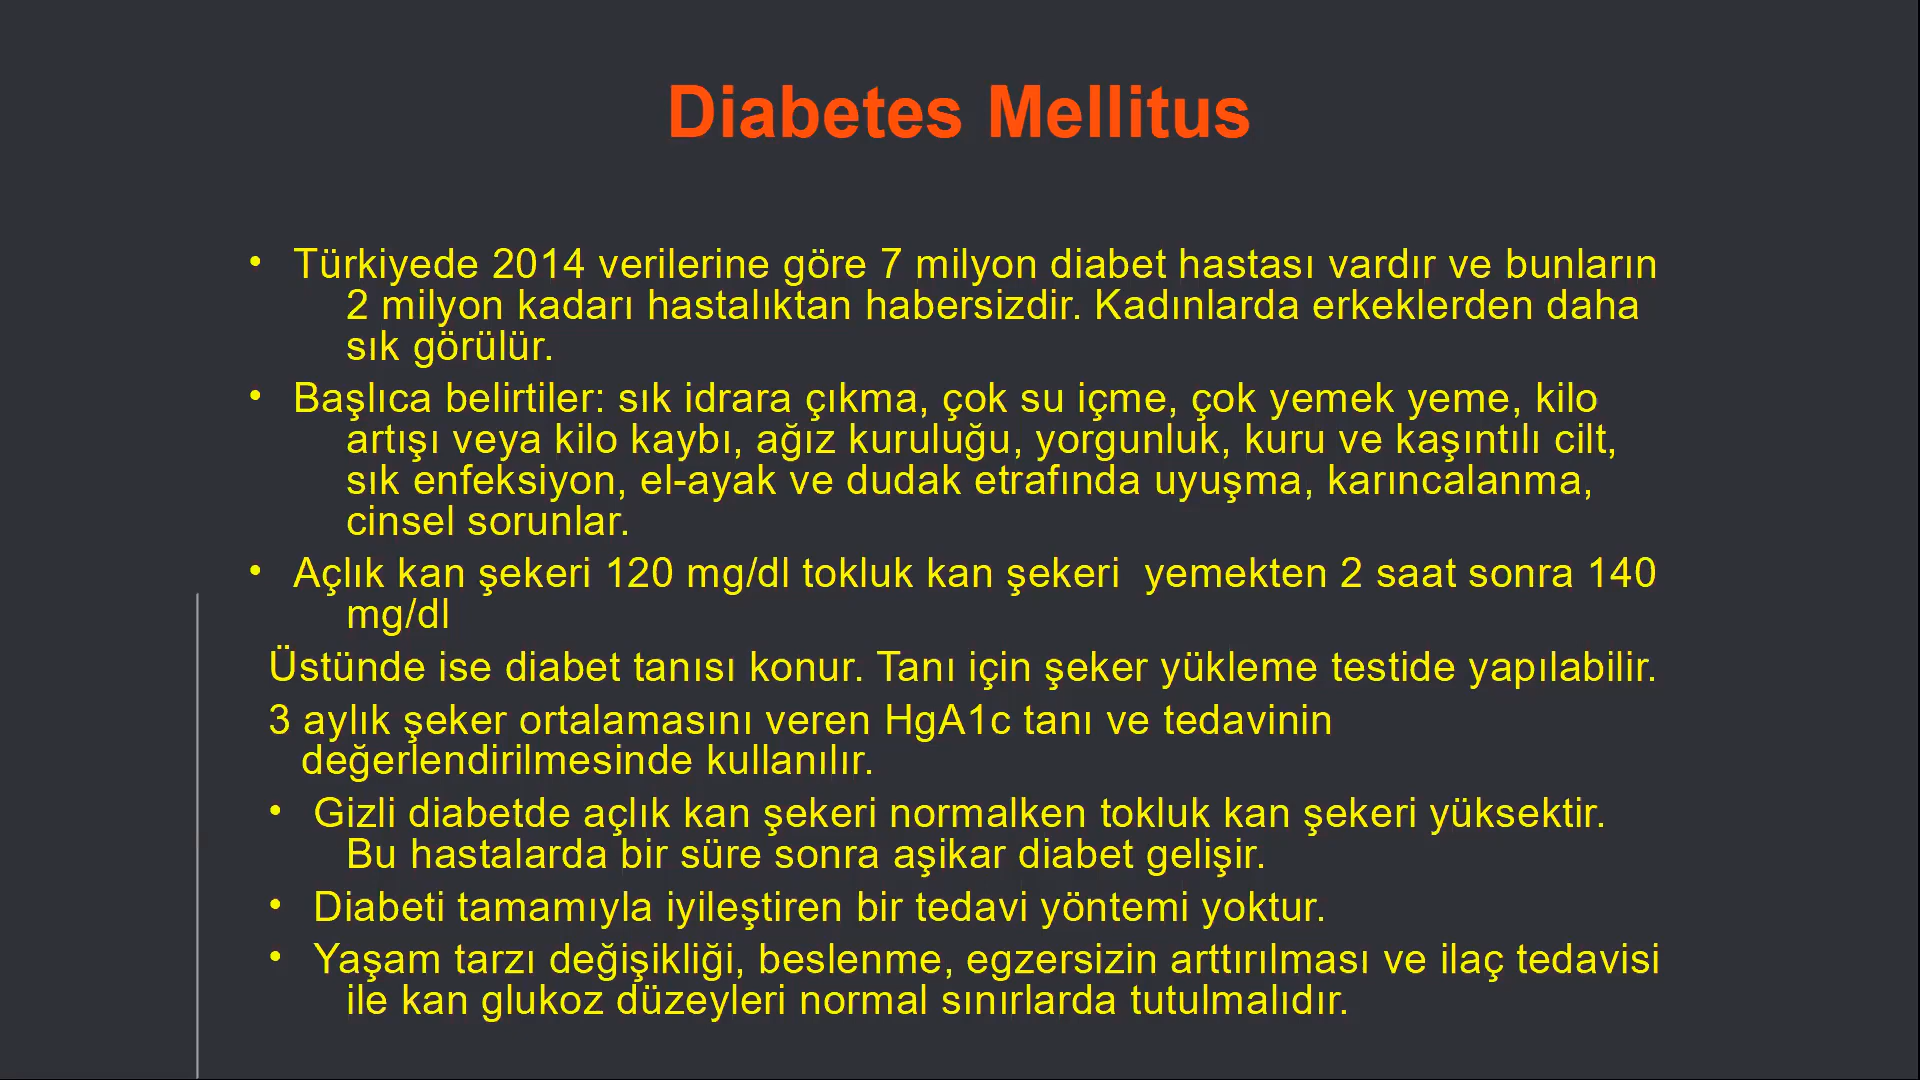 Diabetes Mellitus
• Türkiyede 2014 verilerine göre 7 milyon diabet hastası vardır ve bunların
2 milyon kadarı hastalıktan habersizdir. Kadınlarda erkeklerden daha
sık görülür.
• Başlıca belirtiler: sık idrara çıkma, çok su içme, çok yemek yeme, kilo
artışı veya kilo kaybı, ağız kuruluğu, yorgunluk, kuru ve kaşıntılı cilt,
sık enfeksiyon, el-ayak ve dudak etrafında uyuşma, karıncalanma,
cinsel sorunlar.
• Açlık kan şekeri 120 mg/dl tokluk kan şekeri  yemekten 2 saat sonra 140
mg/dl
Üstünde ise diabet tanısı konur. Tanı için şeker yükleme testide yapılabilir.
3 aylık şeker ortalamasını veren HgA1c tanı ve tedavinin
değerlendirilmesinde kullanılır.
• Gizli diabetde açlık kan şekeri normalken tokluk kan şekeri yüksektir.
Bu hastalarda bir süre sonra aşikar diabet gelişir.
• Diabeti tamamıyla iyileştiren bir tedavi yöntemi yoktur.
• Yaşam tarzı değişikliği, beslenme, egzersizin arttırılması ve ilaç tedavisi
ile kan glukoz düzeyleri normal sınırlarda tutulmalıdır.